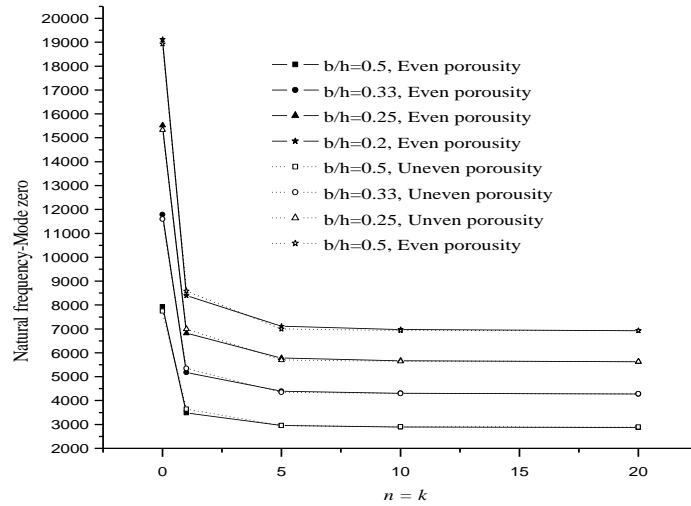 20000
19000
18000
17000
16000
15000
14000
13000
12000
11000
10000
9000
8000
7000
6000
5000
4000
3000
2000
Natural frequency-Mode zero
b/h=0.5, Even porousity
b/h=0.33, Even porousity
b/h=0.25, Even porousity
b/h=0.2, Even porousity
b/h=0.5, Uneven porousity
b/h=0.33, Uneven porousity
b/h=0.25, Unven porousity
b/h=0.5, Even porousity
0 5 10 15 20
n = k